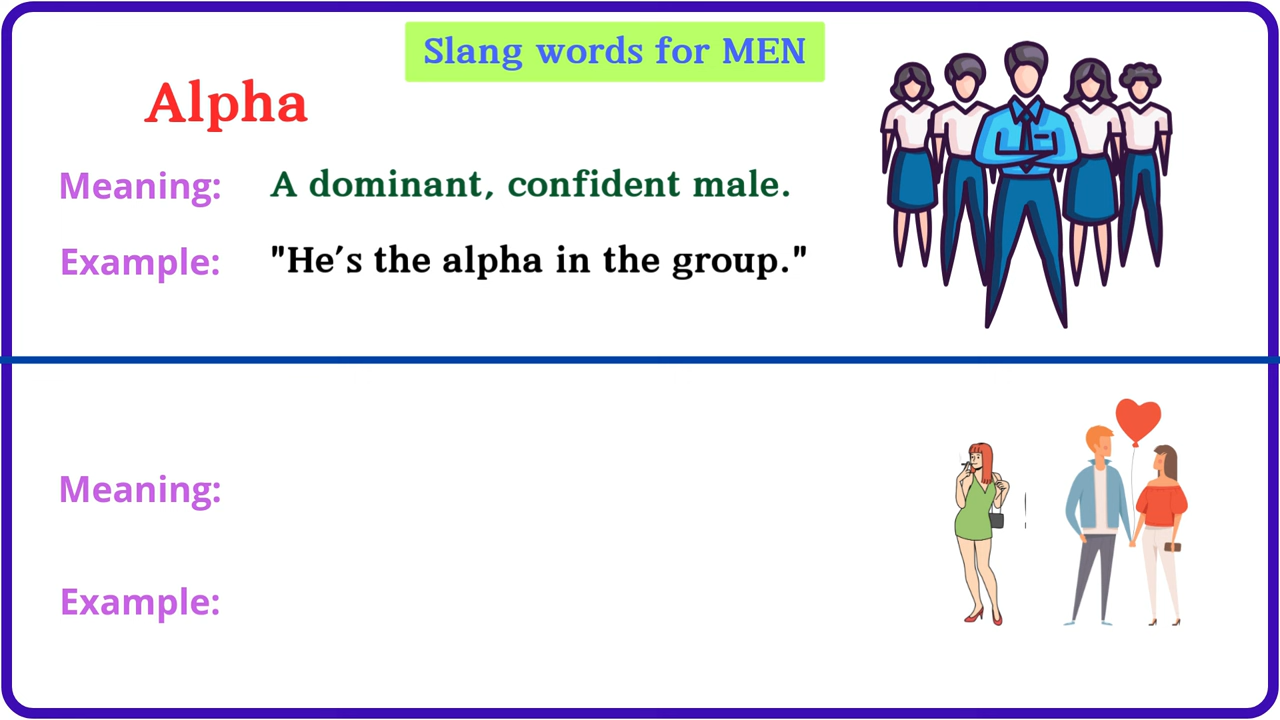 Slang words for MEN
Alpha
Meaning: A dominant, confident male.
Example: "He's the alpha in the group."
Meaning:
Example: